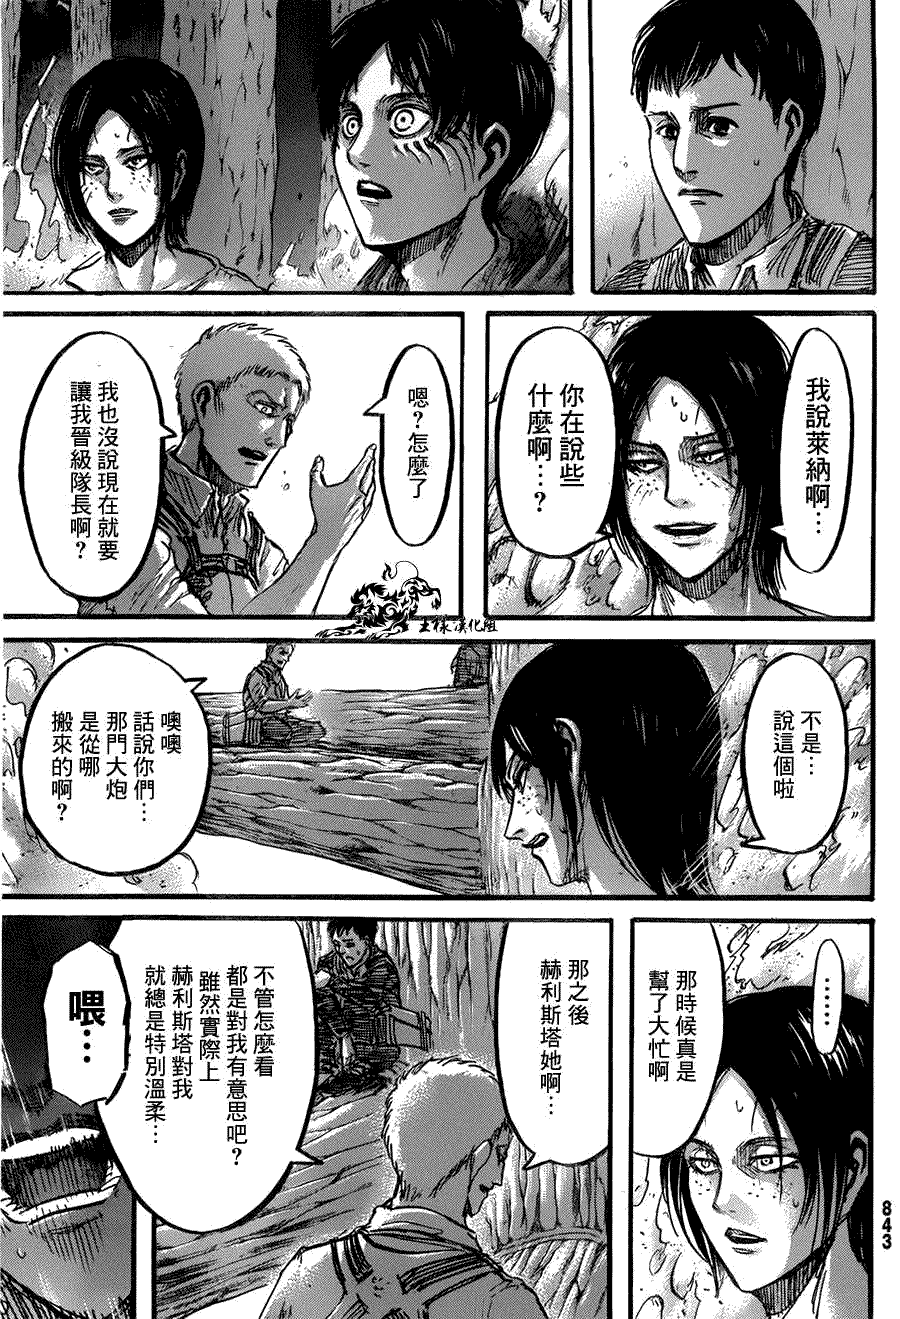 我說萊納啊…
你在說些
什麼啊…?
嗯?怎麼了
我也沒說現在就要
讓我晉級隊長啊?
王様漢化組
不是…
說這個啦
噢噢
話說你們…
那門大炮
是從哪
搬來的啊?
……
那時候真是
幫了大忙啊
那之後
赫利斯塔她啊…
不管怎麼看
都是對我有意思吧?
雖然實際上
赫利斯塔對我
就總是特別溫柔…
喂…
843